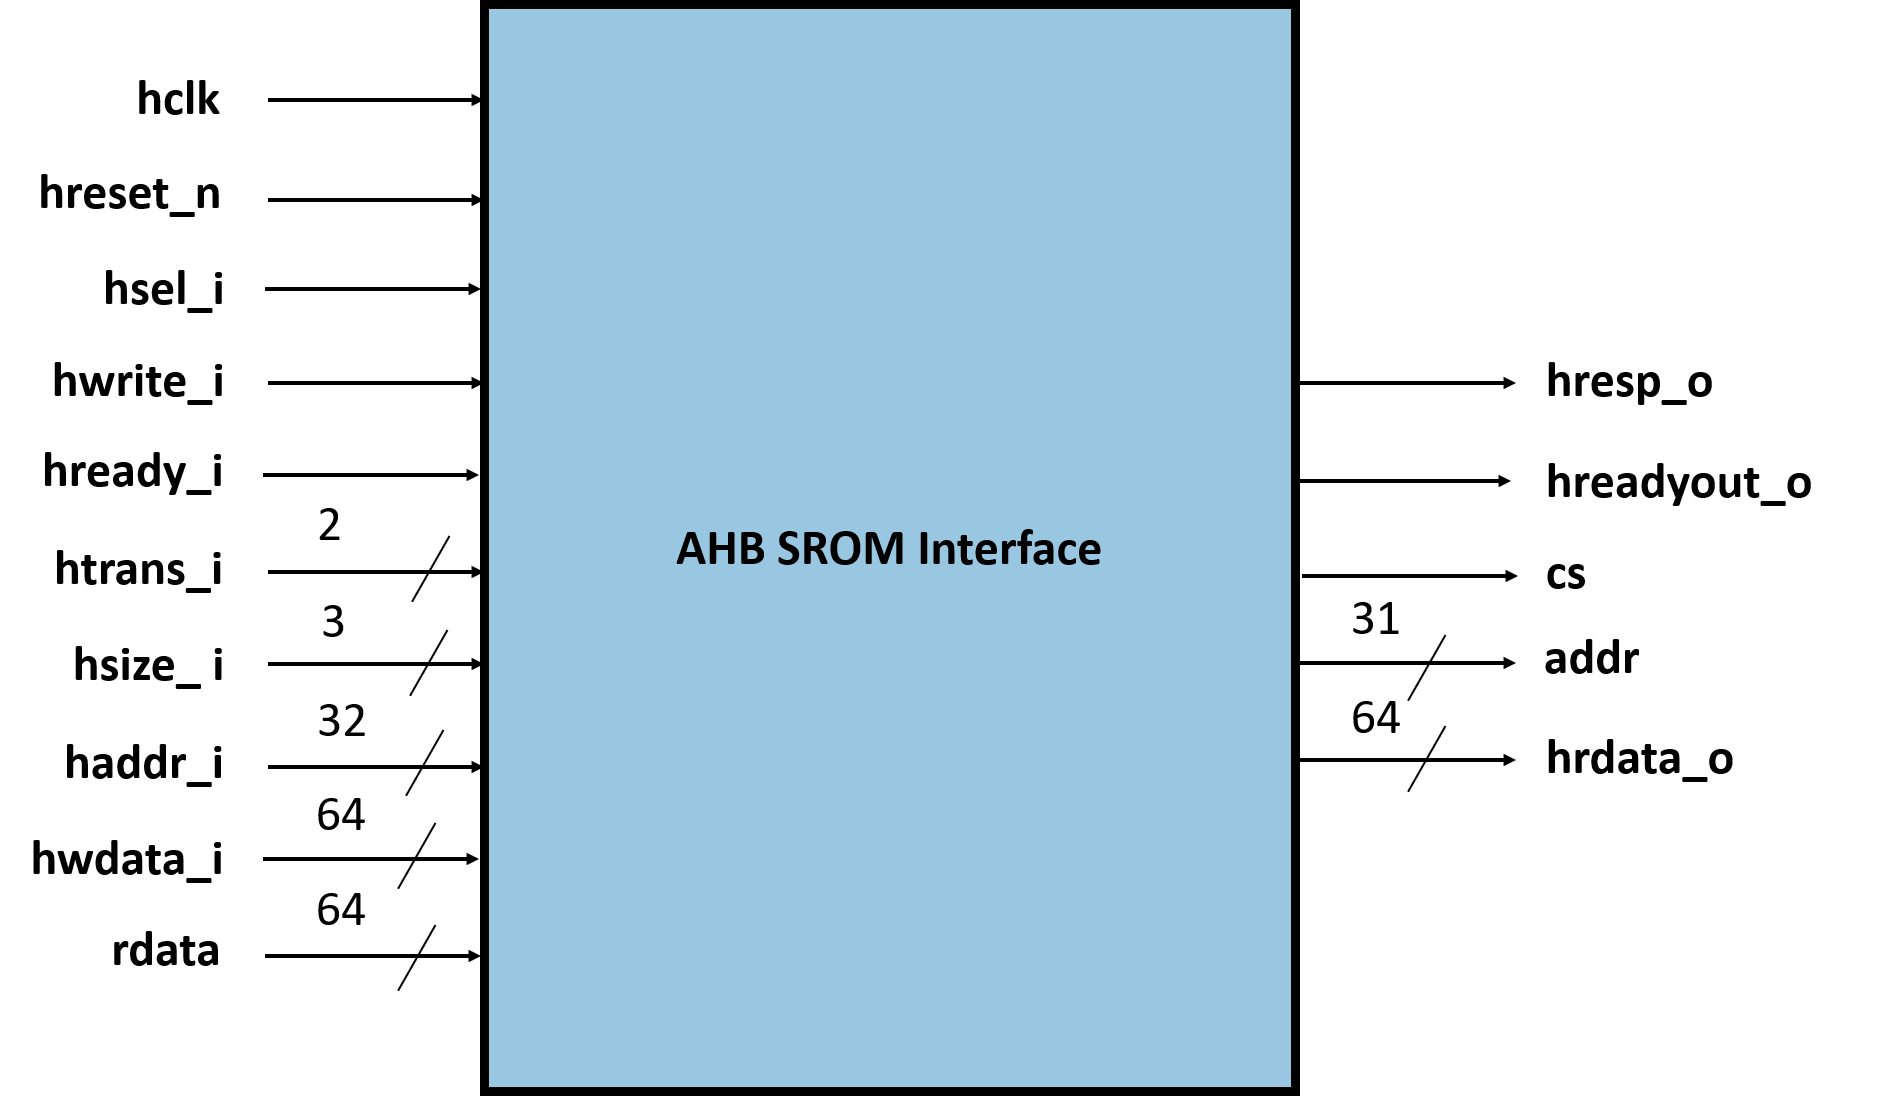 hclk
hreset_n
hsel_i
hwrite_i
hready_i
2
htrans_i
3
hsize_ i
32
haddr_i
64
hwdata_i
64
rdata
AHB SROM Interface
hresp_o
hreadyout_o
cs
31
addr
64
hrdata_o